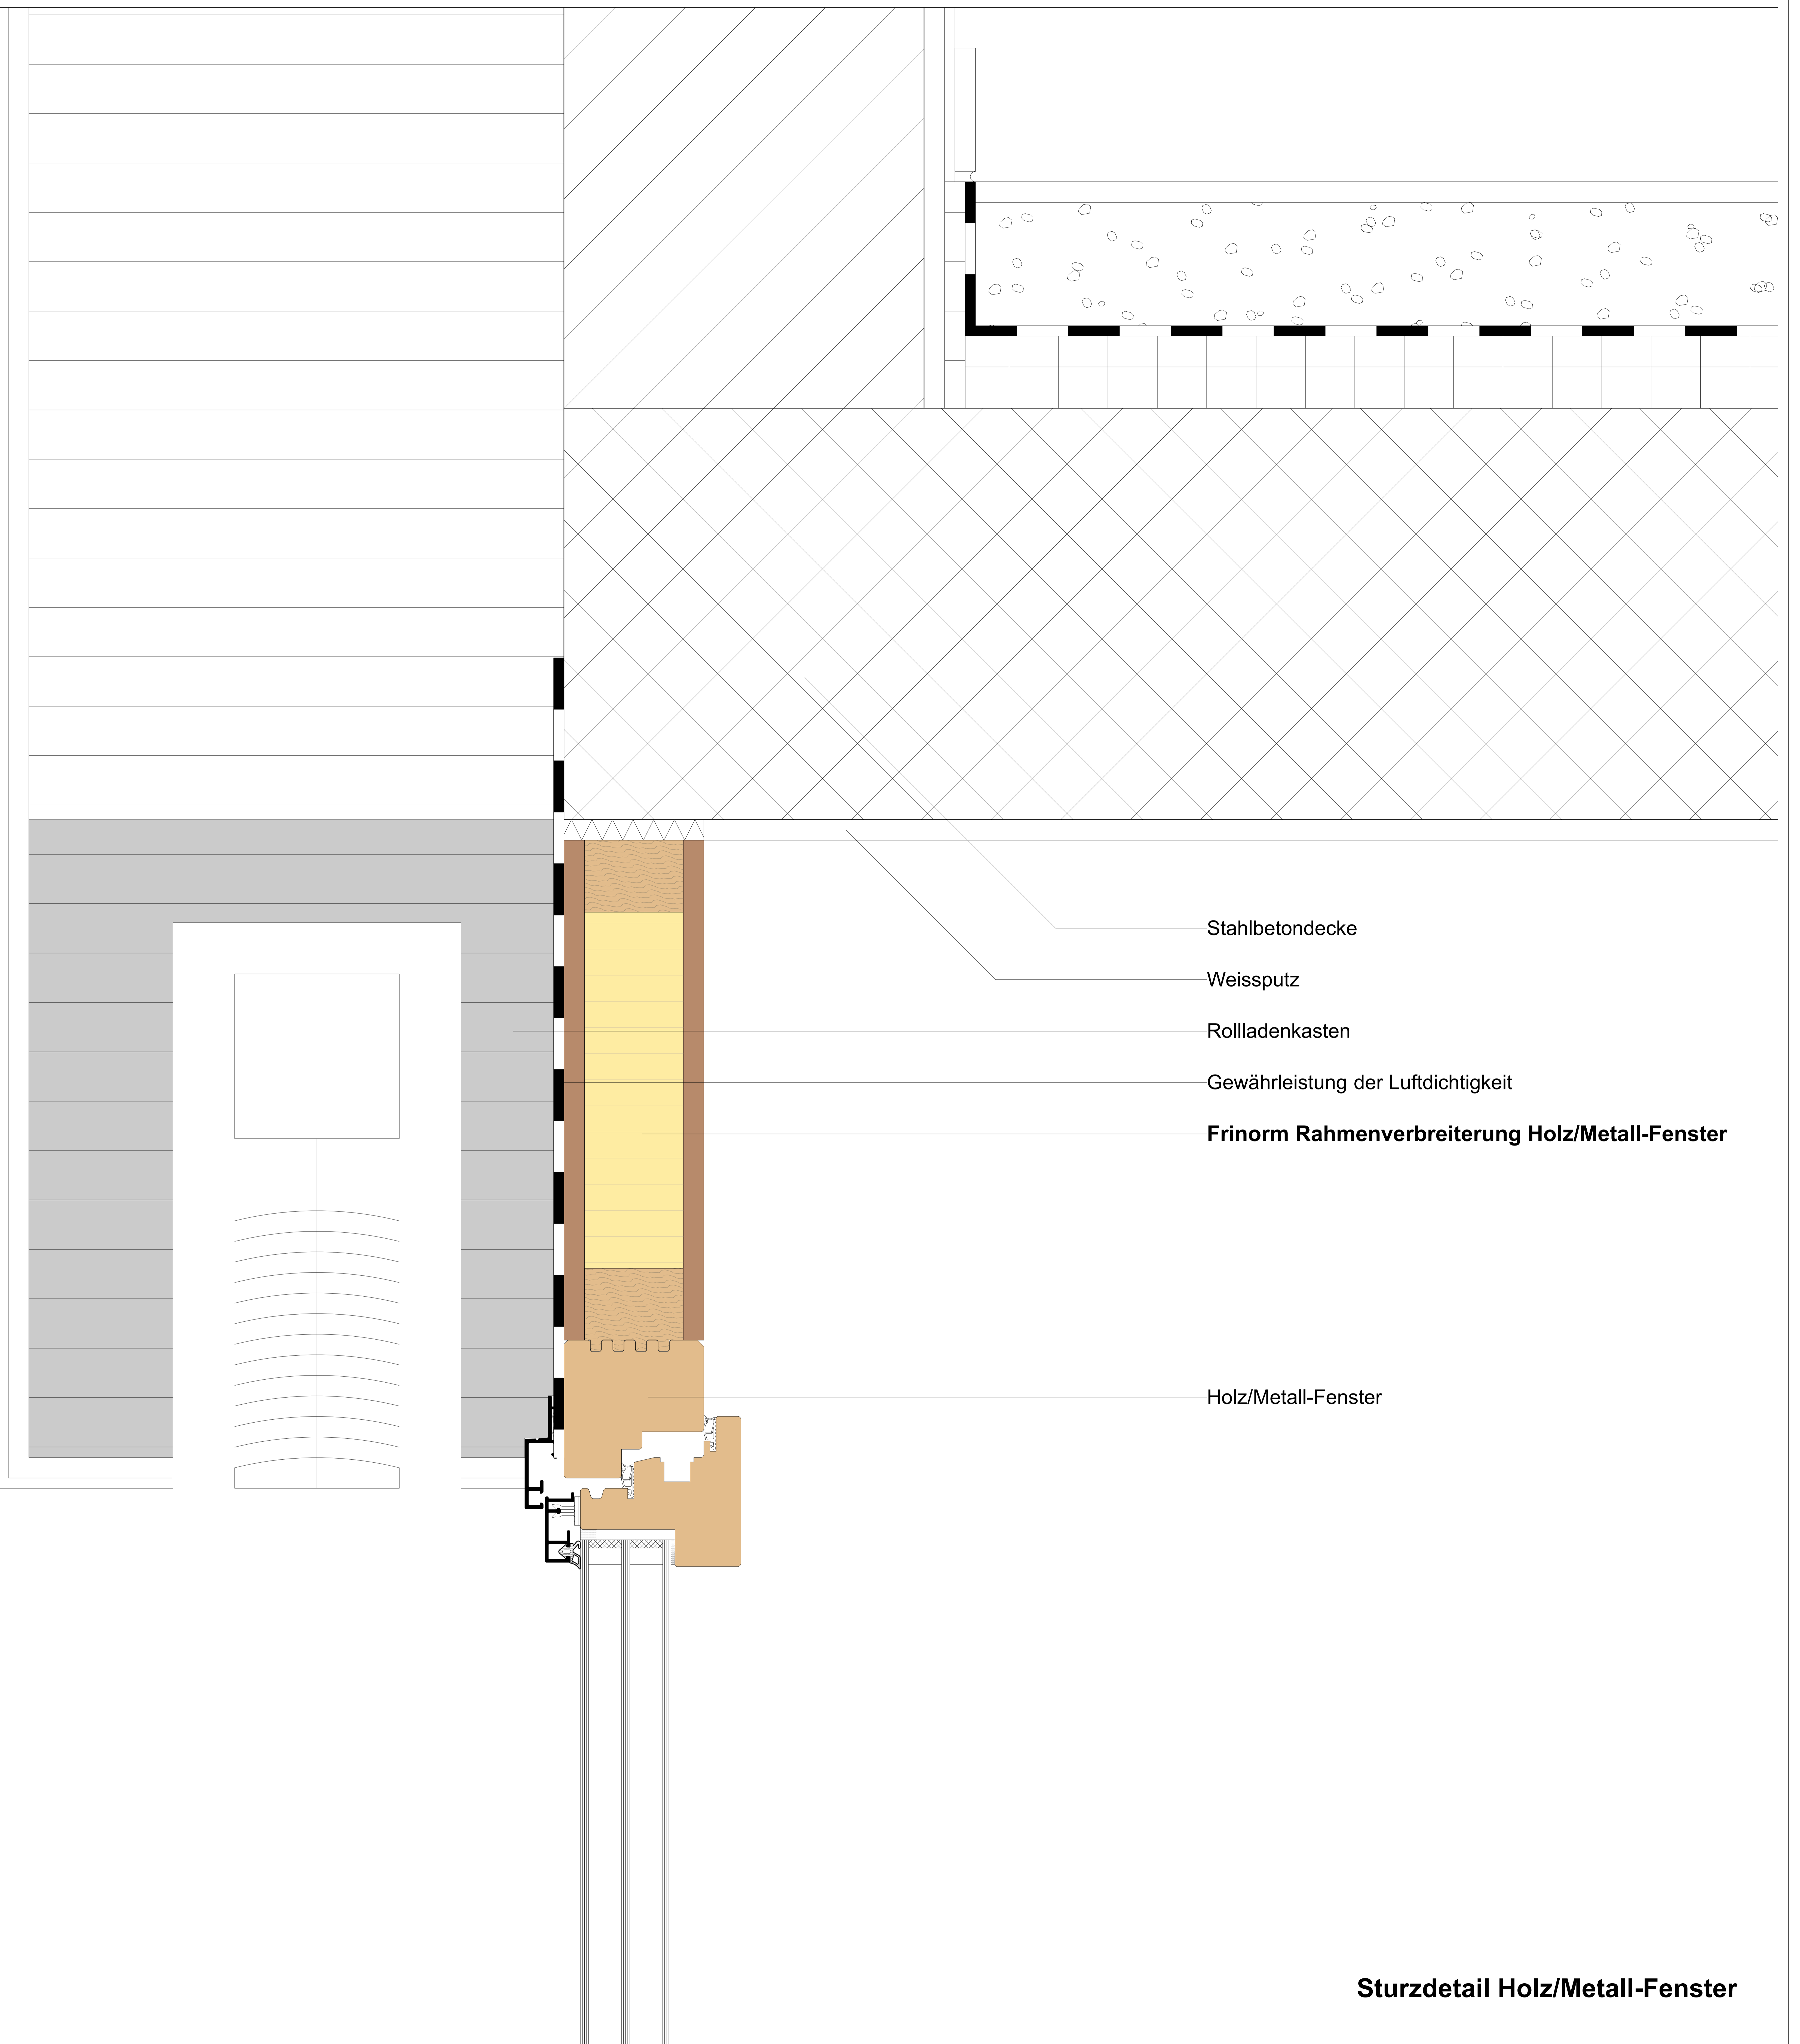 Stahlbetondecke
Weissputz
Rollladenkasten
Gewährleistung der Luftdichtigkeit
Frinorm Rahmenverbreiterung Holz/Metall-Fenster
Holz/Metall-Fenster
Sturzdetail Holz/Metall-Fenster